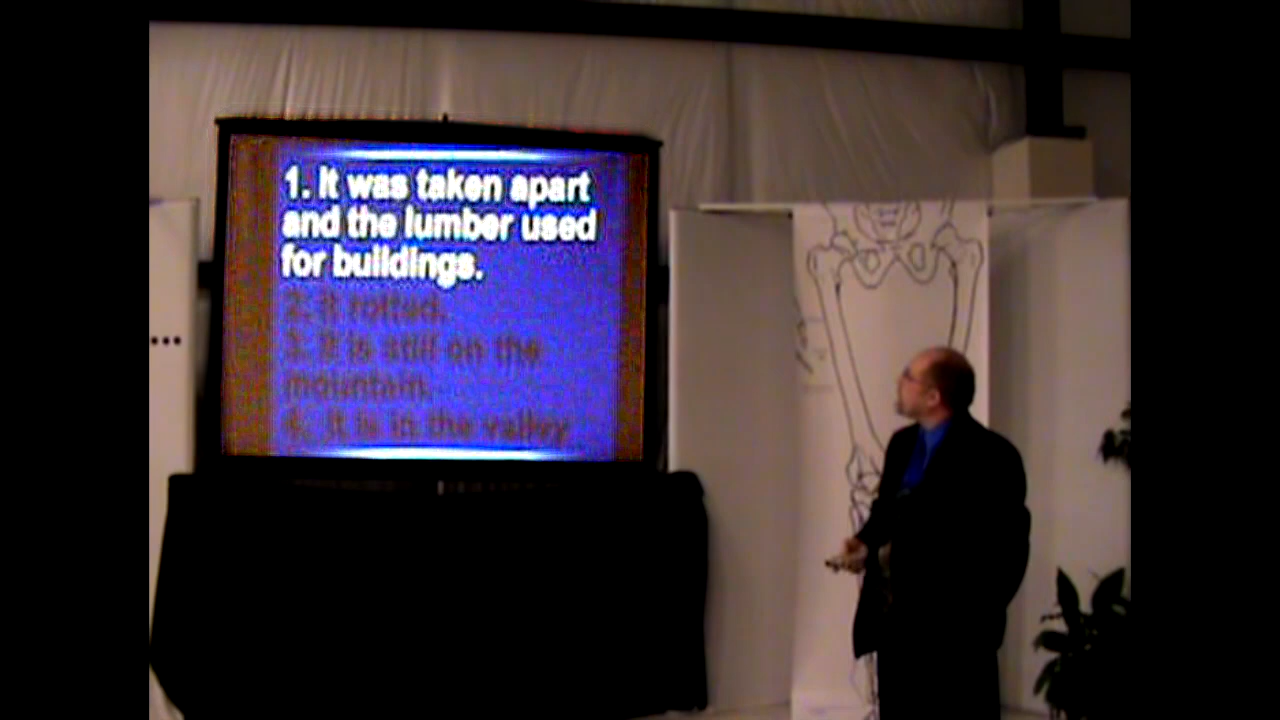 1. It was taken apart
and the lumber used
for buildings.
2. It rotted.
3. It is still on the
mountain.
4. It is in the valley.